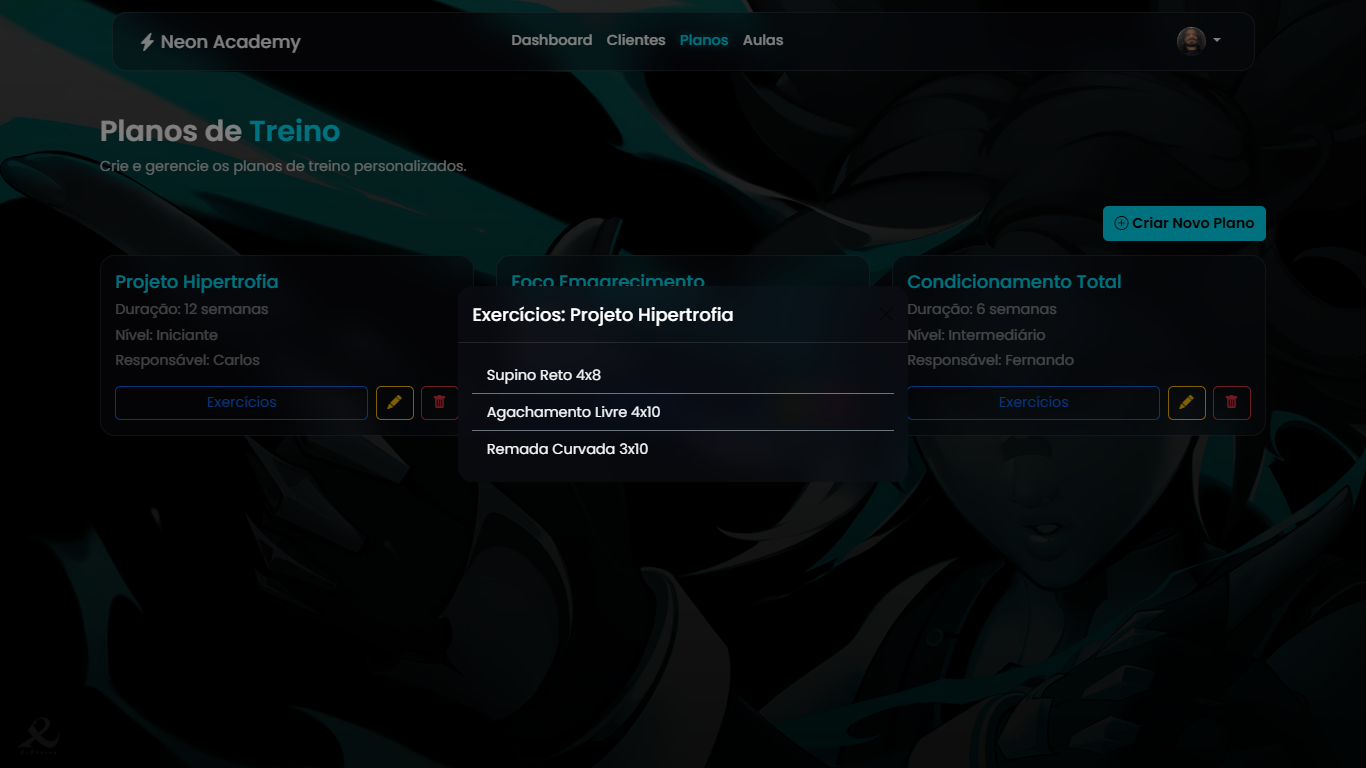 Neon Academy
Dashboard Clientes Planos Aulas
Planos de Treino
Crie e gerencie os planos de treino personalizados.
Criar Novo Plano
Projeto Hipertrofia
Duração: 12 semanas
Nível: Iniciante
Responsável: Carlos
Exercícios
Foco Emagrecimento
Condicionamento Total
Duração: 6 semanas
Nível: Intermediário
Responsável: Fernando
Exercícios
Exercícios: Projeto Hipertrofia
Supino Reto 4x8
Agachamento Livre 4x10
Remada Curvada 3x10